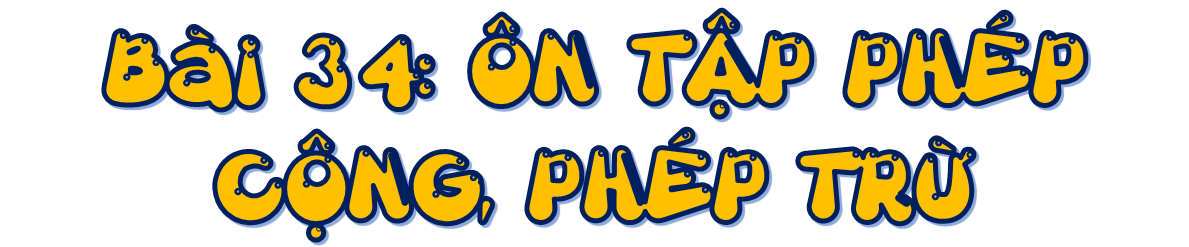 Bài 34: ÔN TẬP PHÉP
CỘNG, PHÉP TRỪ